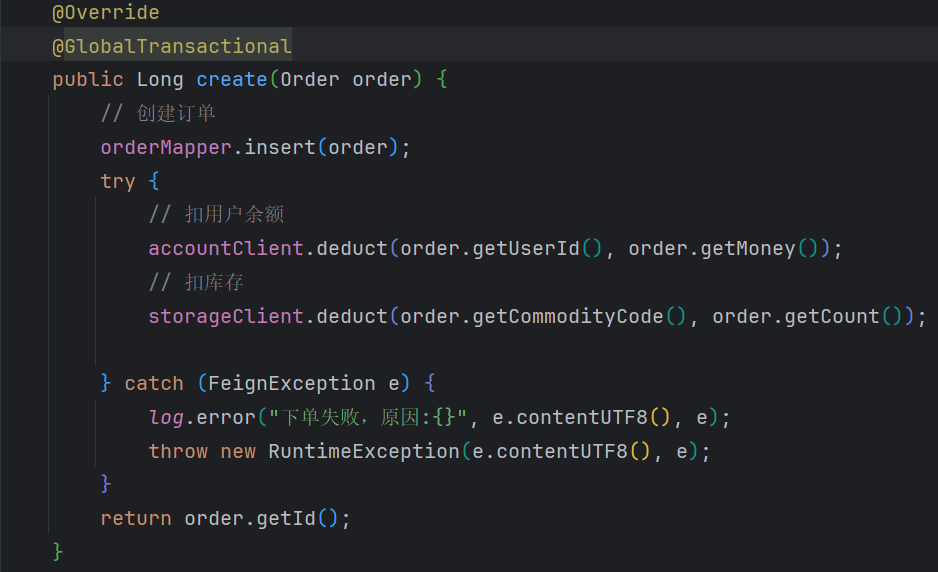 @Override
@GlobalTransactional
public Long create(Order order) {
// 创建订单
orderMapper.insert(order);
try {
// 扣用户余额
accountClient.deduct(order.getUserId(), order.getMoney());
// 扣库存
storageClient.deduct(order.getCommodityCode(), order.getCount());
} catch (FeignException e) {
log.error("下单失败，原因:{}", e.contentUTF8(), e);
throw new RuntimeException(e.contentUTF8(), e);
}
return order.getId();
}